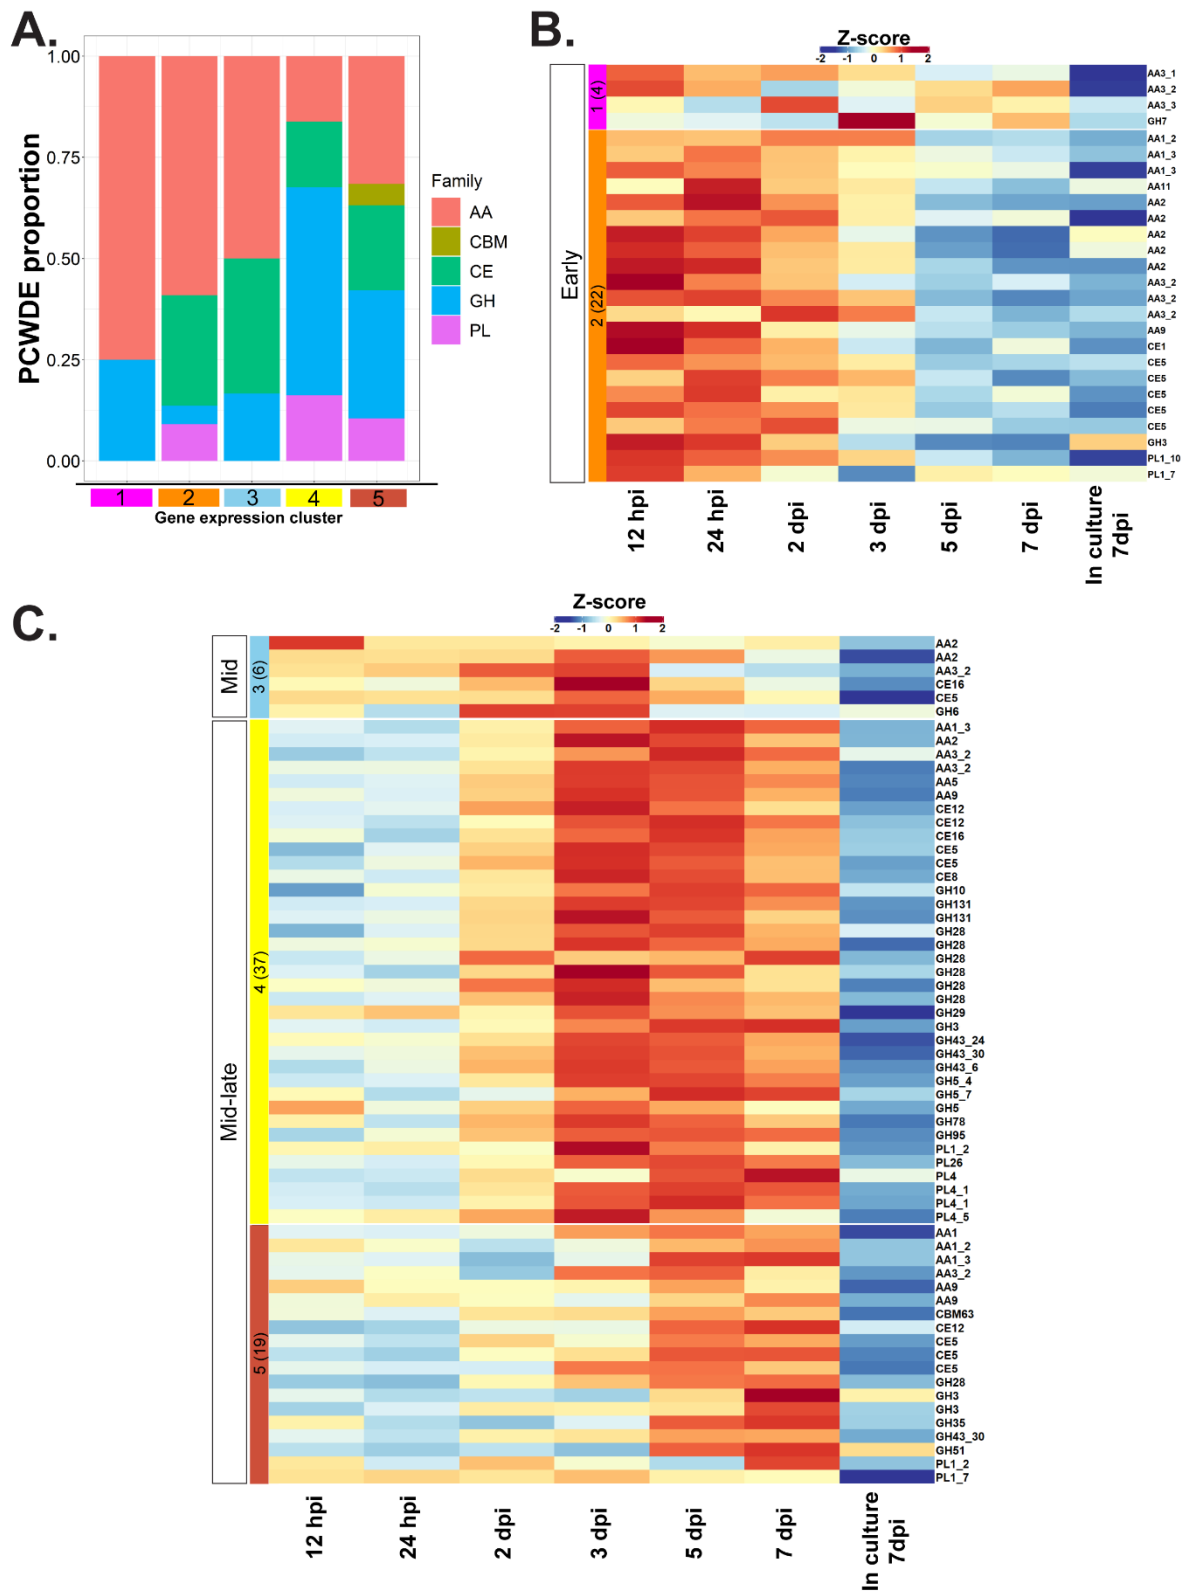 A.
PCWDE proportion
1.00
0.75
0.50
0.25
0.00
Family
AA
CBM
CE
GH
PL
1 2 3 4 5
Gene expression cluster
B.
Z-score
-2 -1 0 1 2
Early
1 (4)
2 (22)
AA3_1
AA3_2
AA3_3
GH7
AA1_2
AA1_3
AA1_3
AA11
AA2
AA2
AA2
AA2
AA2
AA3_2
AA3_2
AA3_2
AA9
CE1
CE5
CE5
CE5
CE5
CE5
GH3
PL1_10
PL1_7
12 hpi
24 hpi
2 dpi
3 dpi
5 dpi
7 dpi
In culture
7dpi
C.
Z-score
-2 -1 0 1 2
Mid
3 (6)
AA2
AA2
AA3_2
CE16
CE5
GH6
Mid-late
4 (37)
AA1_3
AA2
AA3_2
AA3_2
AA5
AA9
CE12
CE12
CE16
CE5
CE5
CE8
GH10
GH131
GH131
GH28
GH28
GH28
GH28
GH28
GH28
GH29
GH3
GH43_24
GH43_30
GH43_6
GH5_4
GH5_7
GH5
GH78
GH95
PL1_2
PL26
PL4
PL4_1
PL4_1
PL4_5
5 (19)
AA1
AA1_2
AA1_3
AA3_2
AA9
AA9
CBM63
CE12
CE5
CE5
CE5
GH28
GH3
GH3
GH35
GH43_30
GH51
PL1_2
PL1_7
12 hpi
24 hpi
2 dpi
3 dpi
5 dpi
7 dpi
In culture
7dpi